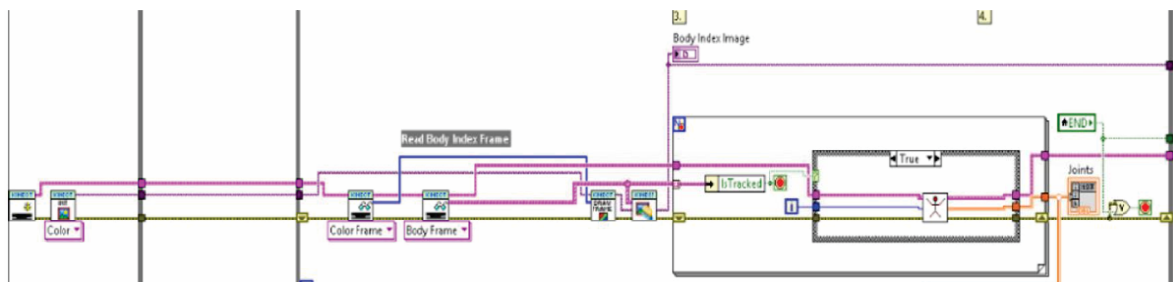 3.
4.
Body Index Image
Read Body Index Frame
END
True
IsTracked
Joints
KINECT
KINECT
INIT
KINECT
KINECT
KINECT
DRAW
FRAME
KINECT
i
V
Color
Color Frame
Body Frame